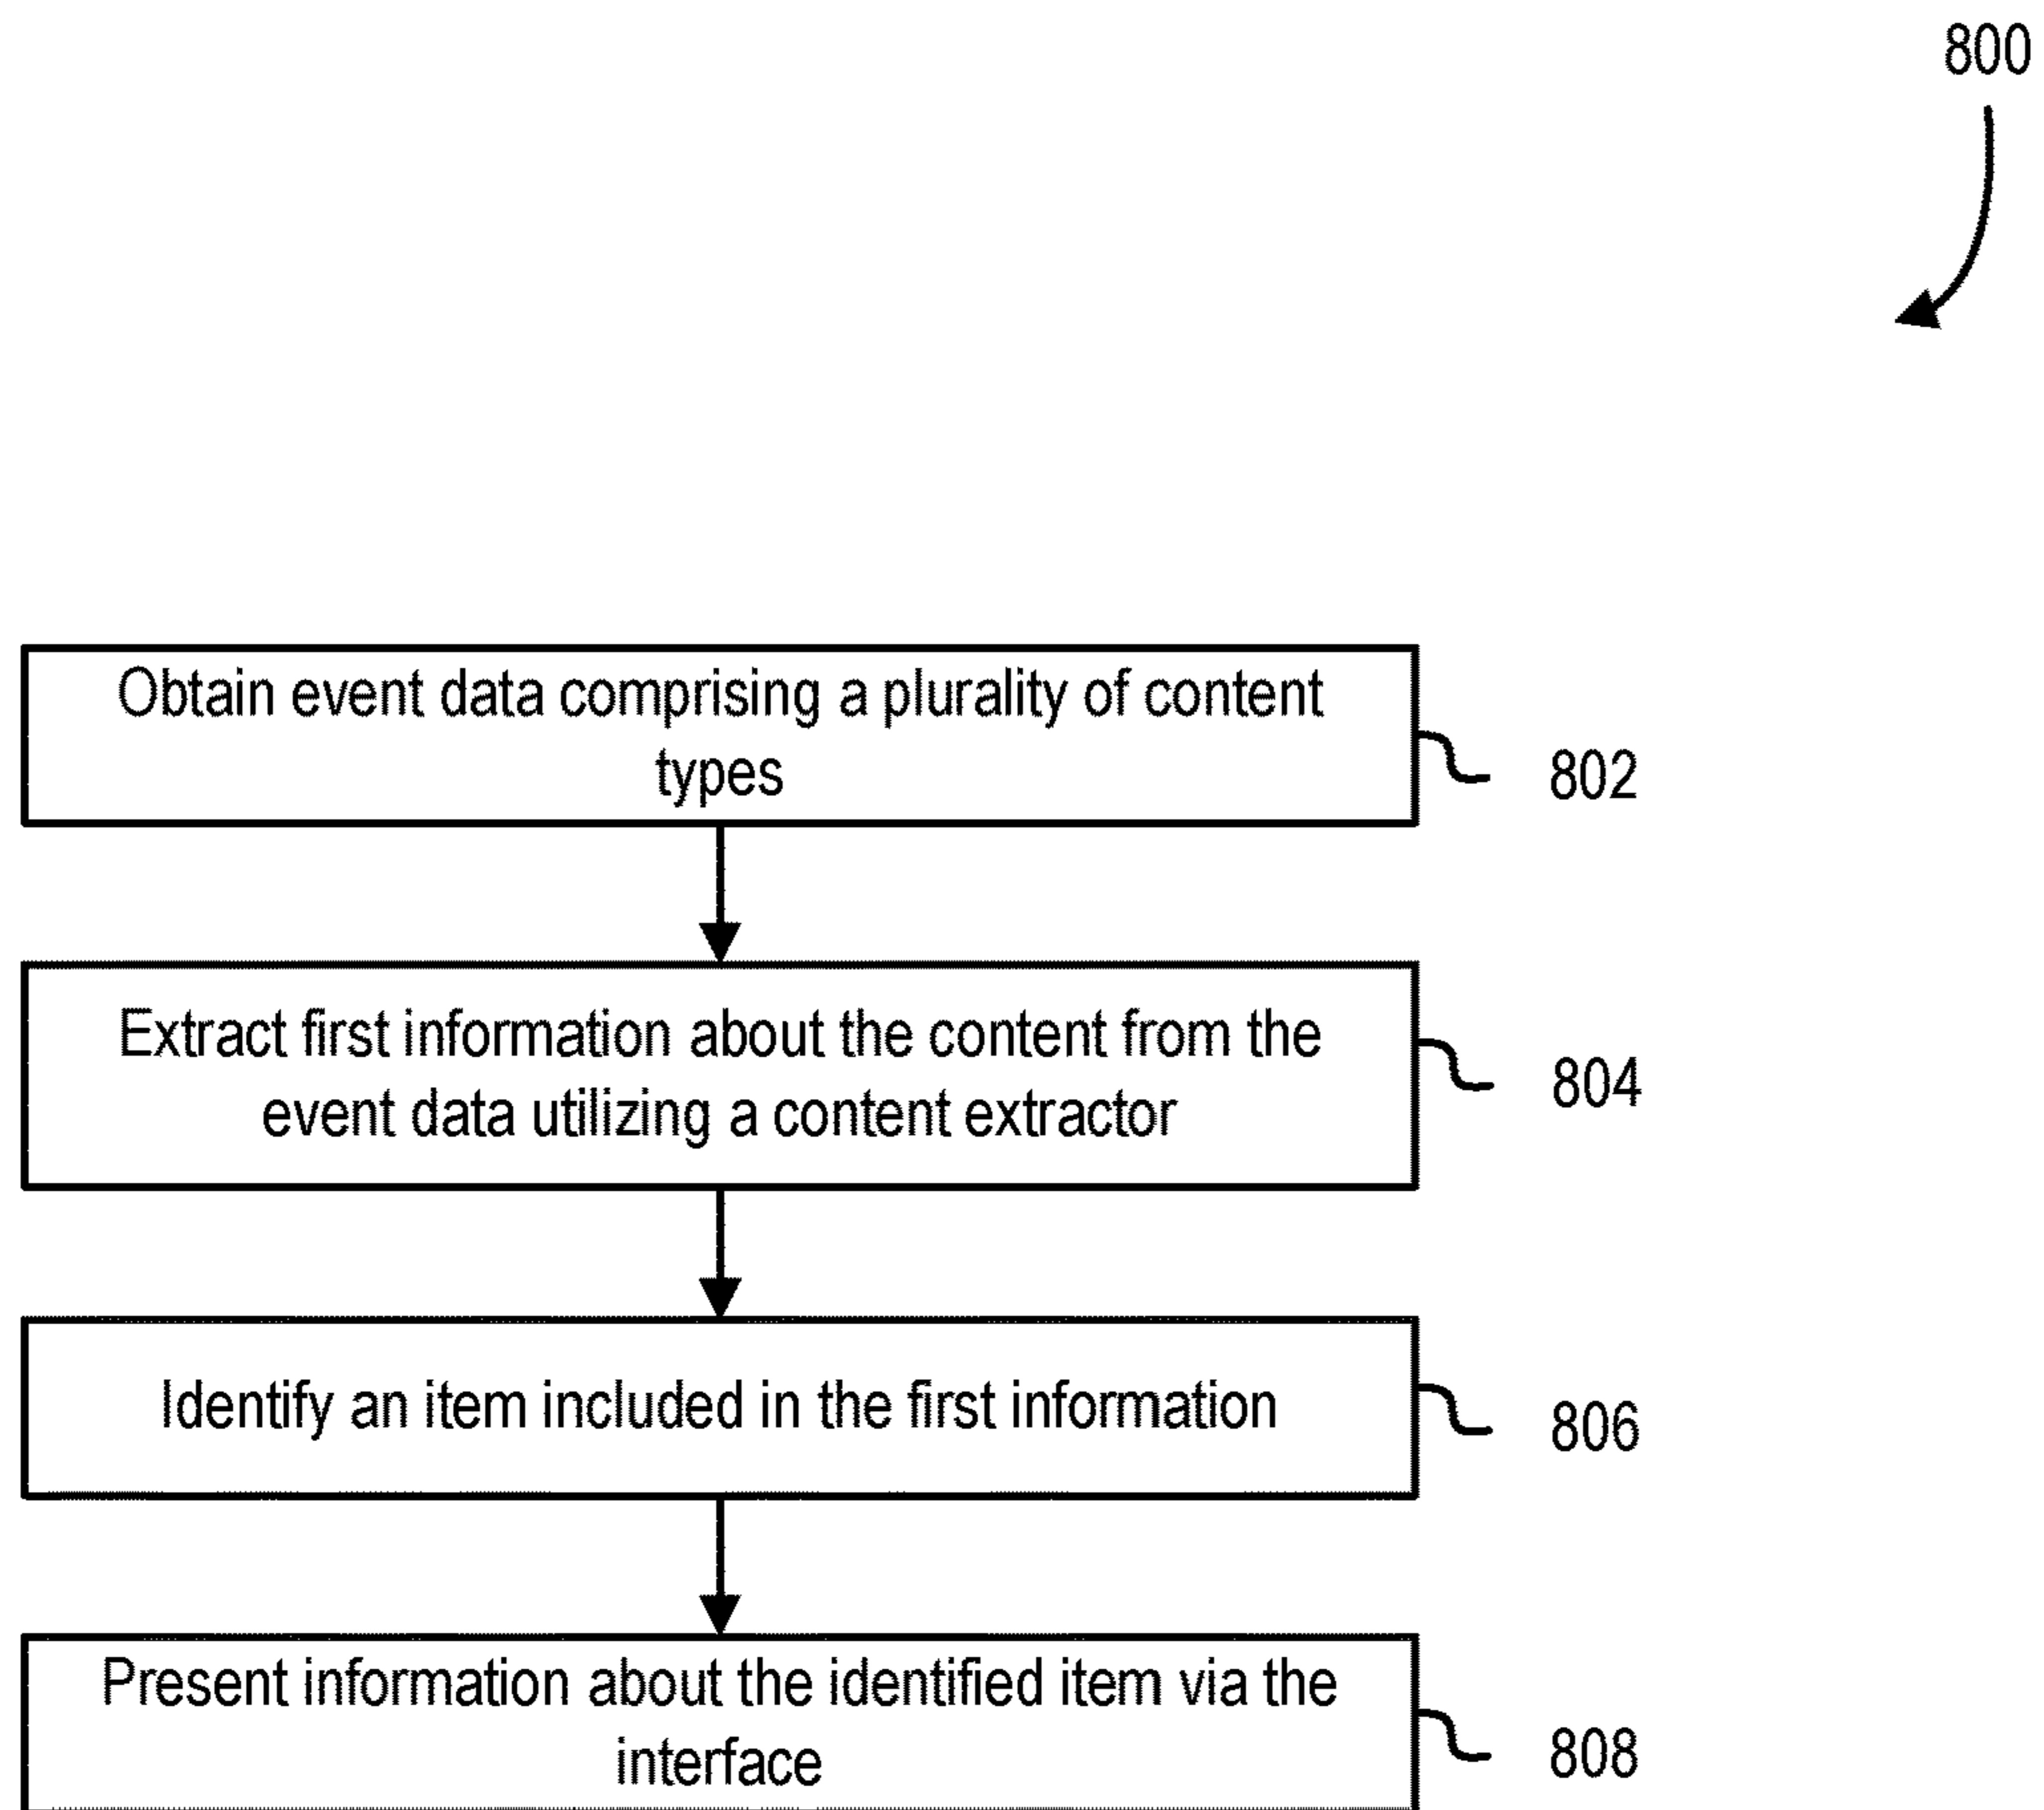 800
Obtain event data comprising a plurality of content
types
802
Extract first information about the content from the
event data utilizing a content extractor
804
Identify an item included in the first information
806
Present information about the identified item via the
interface
808